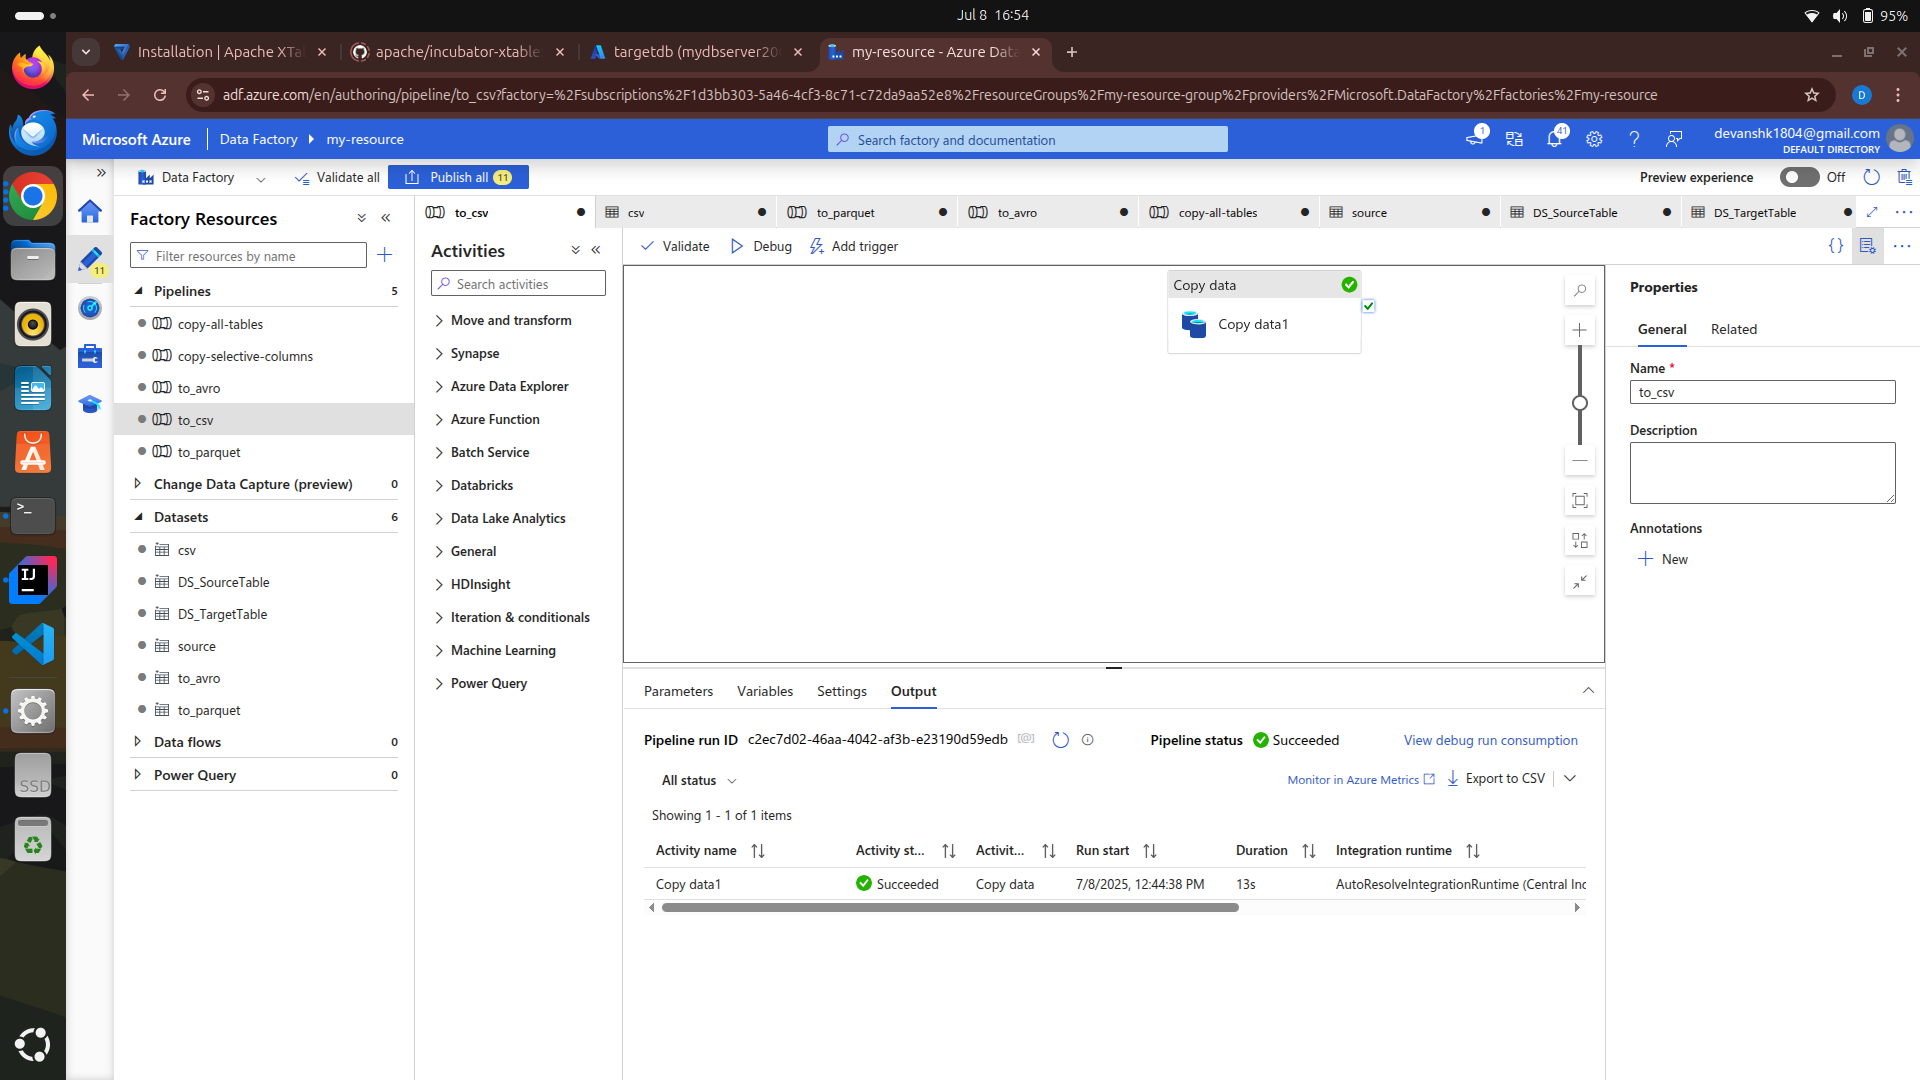 Jul 8 16:54
95%
Installation | Apache XTa
apache/incubator-xtable
targetdb (mydbserver20
my-resource - Azure Data
adf.azure.com/en/authoring/pipeline/to_csv?factory=%2Fsubscriptions%2F1d3bb303-5a46-4cf3-8c71-c72da9aa52e8%2FresourceGroups%2Fmy-resource-group%2Fproviders%2FMicrosoft.DataFactory%2Ffactories%2Fmy-resource
D
Microsoft Azure
Data Factory
my-resource
Search factory and documentation
1
41
devanshk1804@gmail.com
DEFAULT DIRECTORY
Data Factory
Validate all
Publish all 11
Preview experience
Off
Factory Resources
Filter resources by name
11
Pipelines 5
copy-all-tables
copy-selective-columns
to_avro
to_csv
to_parquet
Change Data Capture (preview) 0
Datasets 6
csv
DS_SourceTable
DS_TargetTable
source
to_avro
to_parquet
Data flows 0
Power Query 0
to_csv
csv
to_parquet
to_avro
copy-all-tables
source
DS_SourceTable
DS_TargetTable
Activities
Search activities
Move and transform
Synapse
Azure Data Explorer
Azure Function
Batch Service
Databricks
Data Lake Analytics
General
HDInsight
Iteration & conditionals
Machine Learning
Power Query
Validate
Debug
Add trigger
{}
Copy data
Copy data1
Parameters
Variables
Settings
Output
Pipeline run ID c2ec7d02-46aa-4042-af3b-e23190d59edb [@]
Pipeline status Succeeded
View debug run consumption
All status
Monitor in Azure Metrics
Export to CSV
Showing 1 - 1 of 1 items
Activity name Activity st... Activit... Run start Duration Integration runtime
Copy data1 Succeeded Copy data 7/8/2025, 12:44:38 PM 13s AutoResolveIntegrationRuntime (Central Inc
Properties
General
Related
Name *
to_csv
Description
Annotations
New
>_
IJ
SSD